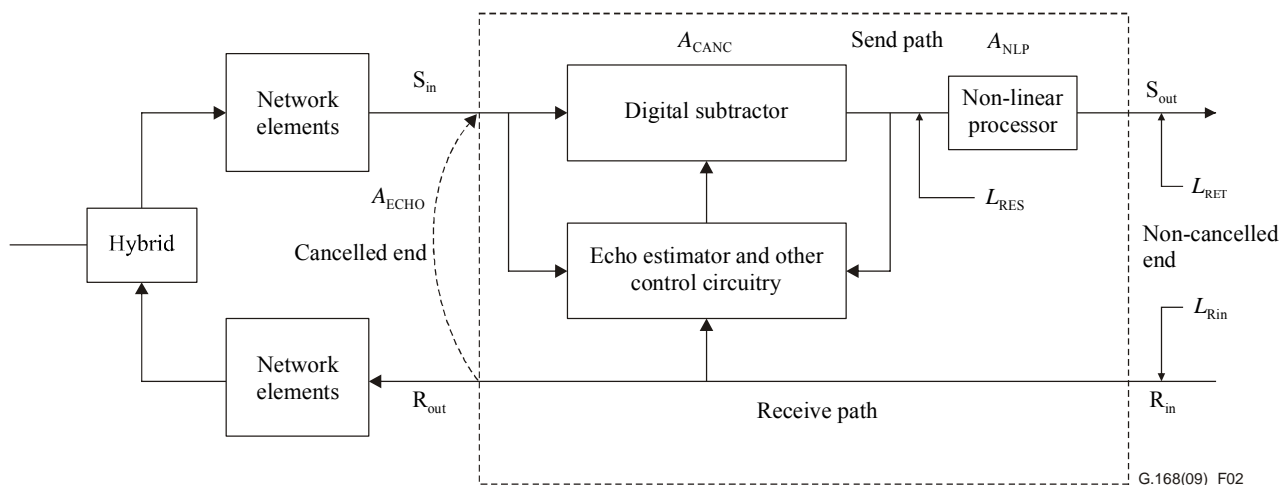 A_CANC
Send path
A_NLP
S_in
Network
elements
Digital subtractor
Non-linear
processor
S_out
A_ECHO
L_RES
L_RET
Hybrid
Cancelled end
Echo estimator and other
control circuitry
Non-cancelled
end
L_Rin
Network
elements
R_out
Receive path
R_in
G.168(09)_F02